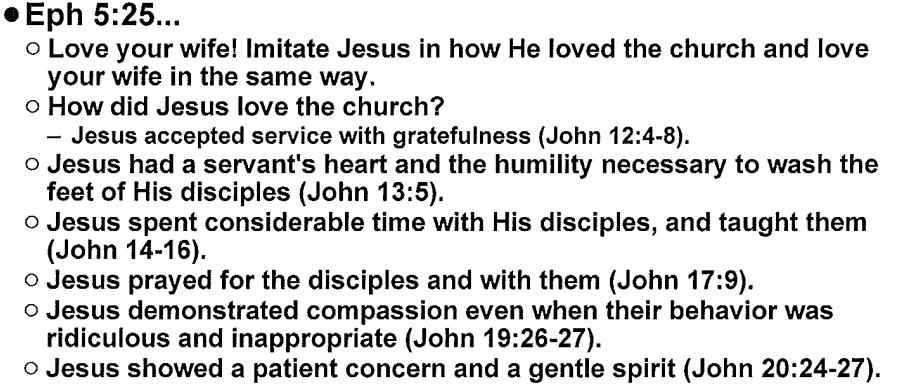 ● Eph 5:25...
○ Love your wife! Imitate Jesus in how He loved the church and love
your wife in the same way.
○ How did Jesus love the church?
– Jesus accepted service with gratefulness (John 12:4-8).
○ Jesus had a servant's heart and the humility necessary to wash the
feet of His disciples (John 13:5).
○ Jesus spent considerable time with His disciples, and taught them
(John 14-16).
○ Jesus prayed for the disciples and with them (John 17:9).
○ Jesus demonstrated compassion even when their behavior was
ridiculous and inappropriate (John 19:26-27).
○ Jesus showed a patient concern and a gentle spirit (John 20:24-27).